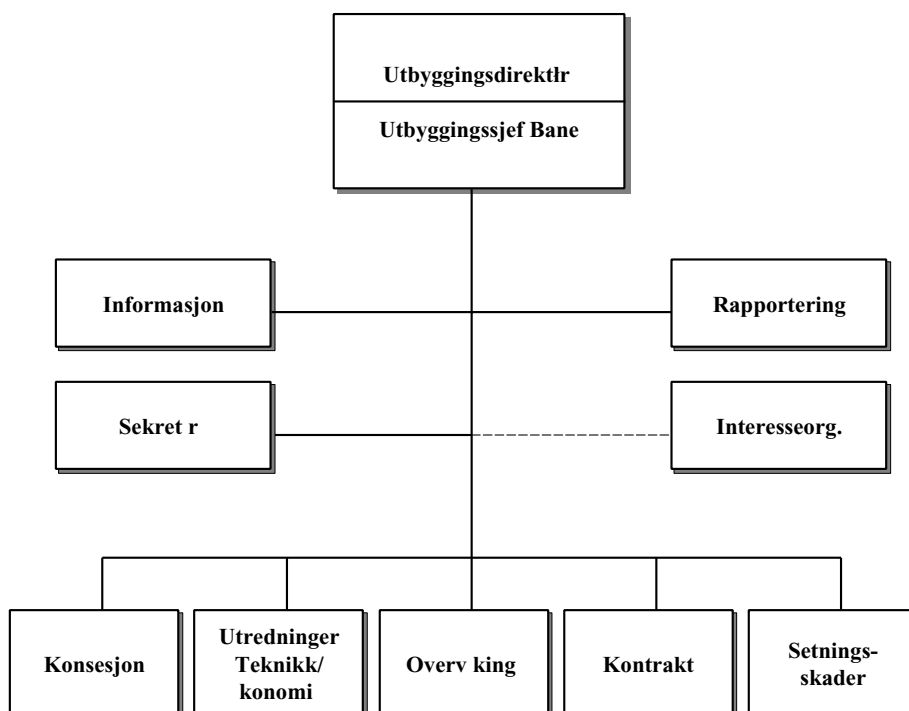 Utbyggingsdirektłr
Utbyggingssjef Bane
Informasjon
Rapportering
Sekret r
Interesseorg.
Konsesjon
Utredninger
Teknikk/
konomi
Overv king
Kontrakt
Setnings-
skader